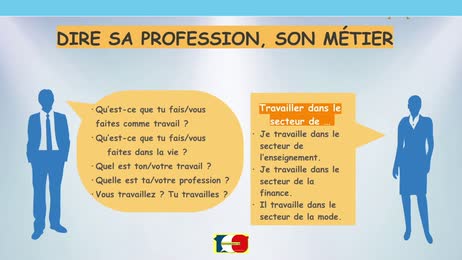 DIRE SA PROFESSION, SON MÉTIER
· Qu'est-ce que tu fais/vous
faites comme travail ?
· Qu'est-ce que tu fais/vous
faites dans la vie ?
· Quel est ton/votre travail ?
· Quelle est ta/votre profession ?
· Vous travaillez ? Tu travailles ?
Travailler dans le
secteur de
· Je travaille dans le
secteur de
l'enseignement.
· Je travaille dans le
secteur de la
finance.
· Il travaille dans le
secteur de la mode.